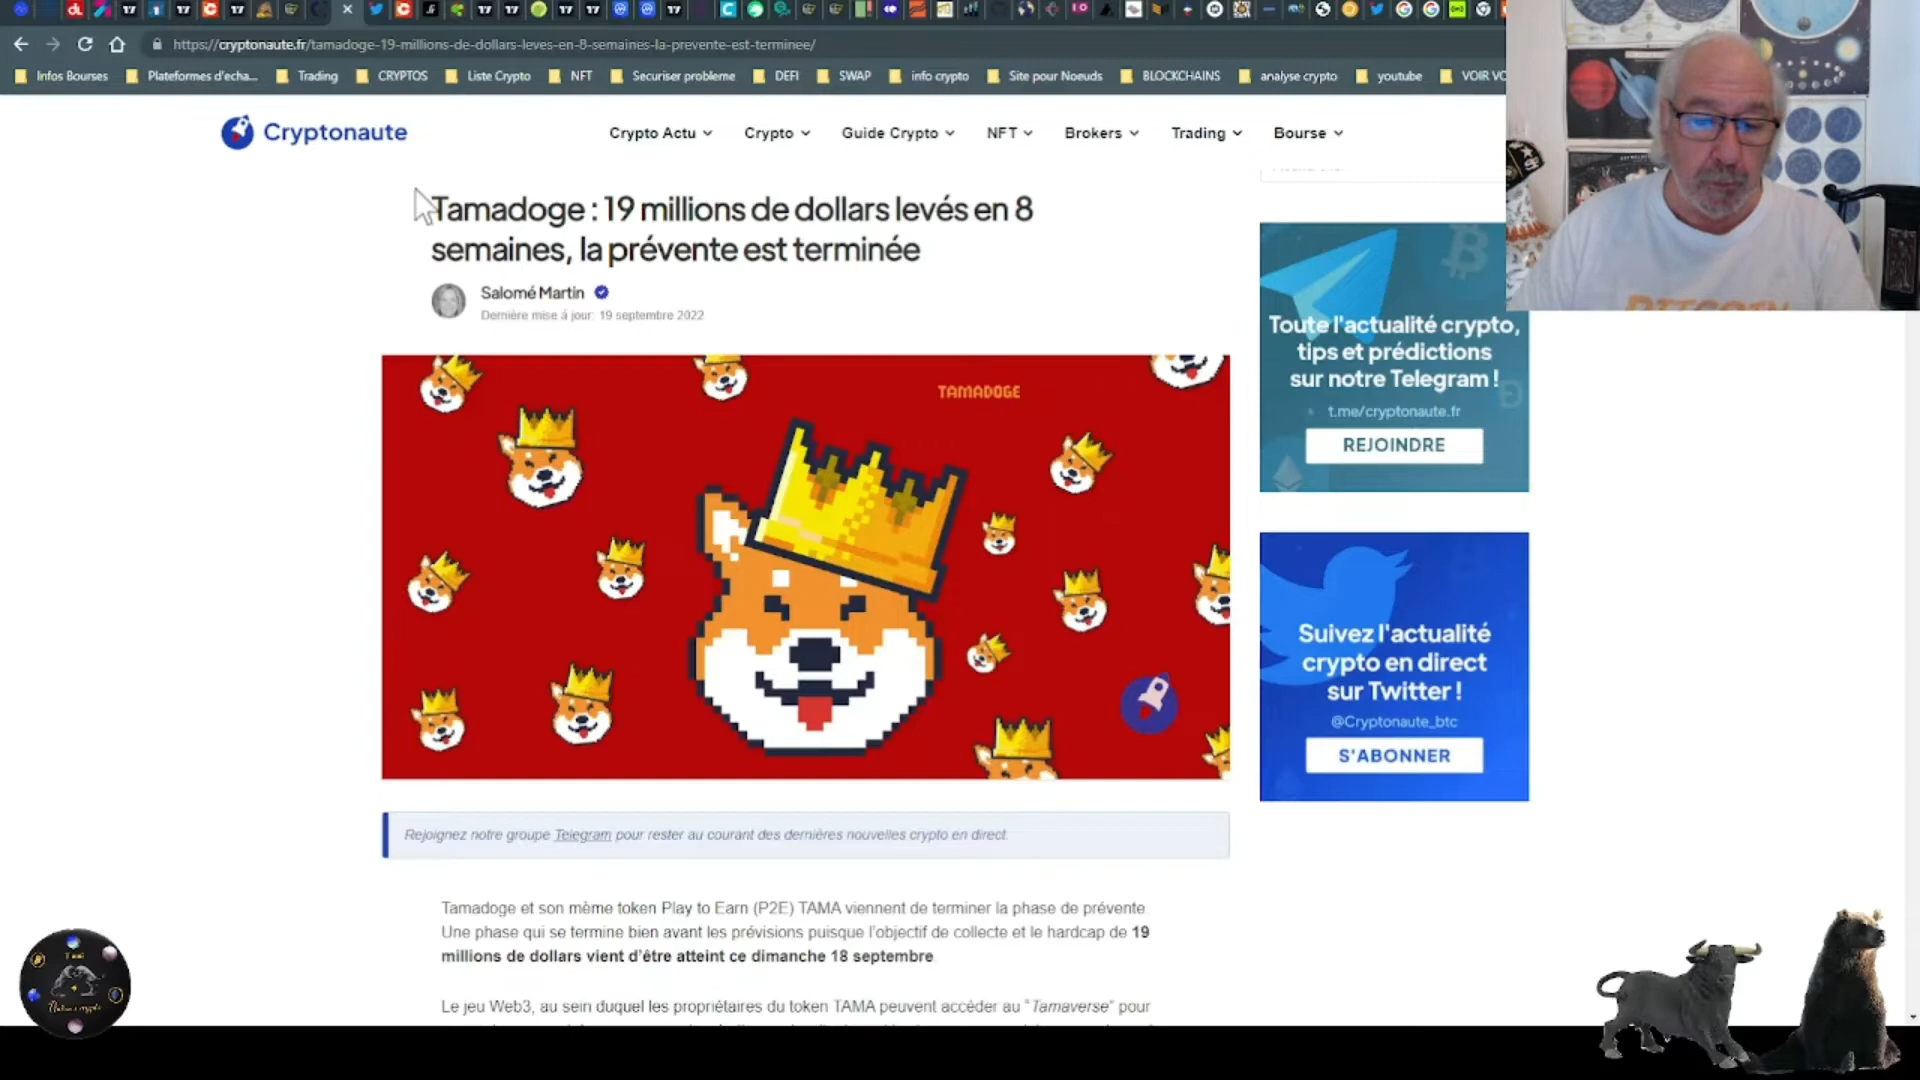 https://cryptonaute.fr/tamadoge-19-millions-de-dollars-leves-en-8-semaines-la-prevente-est-terminee/
Infos Bourses
Plateformes d'echa...
Trading
CRYPTOS
Liste Crypto
NFT
Securiser probleme
DEFI
SWAP
info crypto
Site pour Noeuds
BLOCKCHAINS
analyse crypto
youtube
VOIR VO
Cryptonaute
Crypto Actu
Crypto
Guide Crypto
NFT
Brokers
Trading
Bourse
Tamadoge : 19 millions de dollars levés en 8
semaines, la prévente est terminée
Salomé Martin
Dernière mise à jour: 19 septembre 2022
TAMADOGE
Rejoignez notre groupe Telegram pour rester au courant des dernières nouvelles crypto en direct
Tamadoge et son mème token Play to Earn (P2E) TAMA viennent de terminer la phase de prévente.
Une phase qui se termine bien avant les prévisions puisque l'objectif de collecte et le hardcap de 19
millions de dollars vient d'être atteint ce dimanche 18 septembre.
Le jeu Web3, au sein duquel les propriétaires du token TAMA peuvent accéder au "Tamaverse" pour
Toute l'actualité crypto,
tips et prédictions
sur notre Telegram !
t.me/cryptonaute.fr
REJOINDRE
Suivez l'actualité
crypto en direct
sur Twitter !
@Cryptonaute_btc
S'ABONNER
BITCOIN